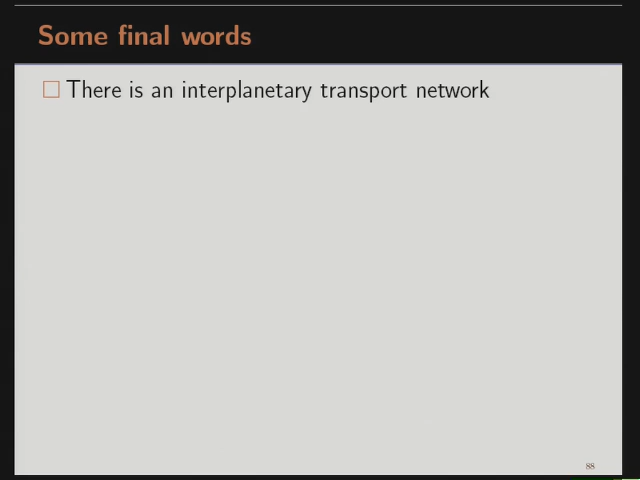 Some final words
There is an interplanetary transport network
88